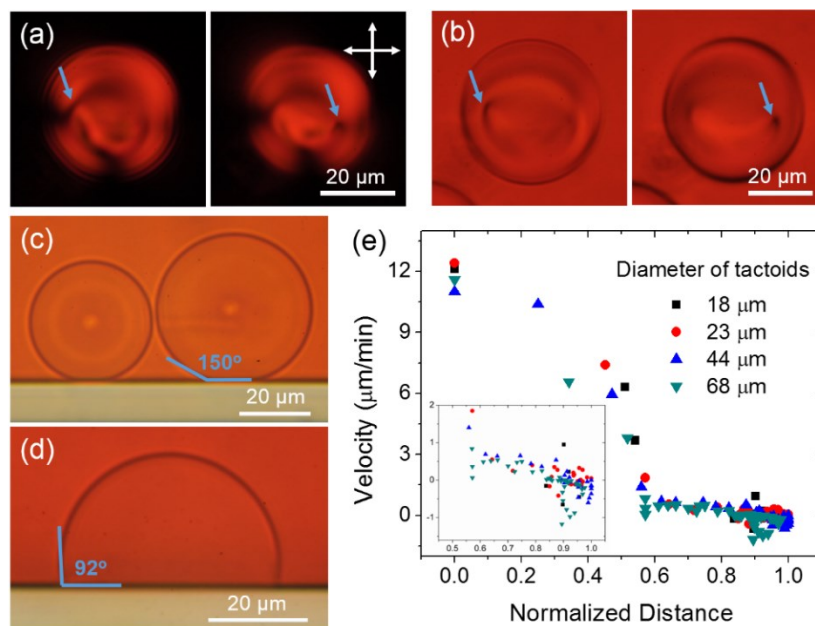 (a)
20 µm
(b)
20 µm
(c)
150°
20 µm
(d)
92°
20 µm
(e)
Velocity (µm/min)
12
9
6
3
0
0.0 0.2 0.4 0.6 0.8 1.0
Normalized Distance
Diameter of tactoids
18 µm
23 µm
44 µm
68 µm
2
1
0
-1
0.5 0.6 0.7 0.8 0.9 1.0